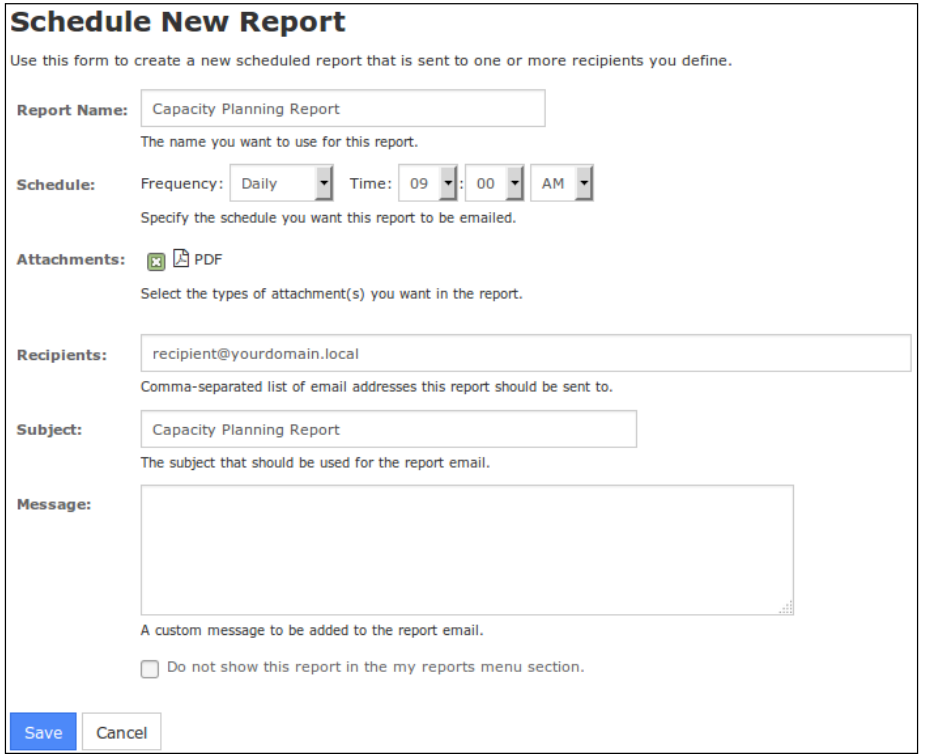 Schedule New Report
Use this form to create a new scheduled report that is sent to one or more recipients you define.
Report Name: Capacity Planning Report
The name you want to use for this report.
Schedule: Frequency: Daily Time: 09 : 00 AM
Specify the schedule you want this report to be emailed.
Attachments: PDF
Select the types of attachment(s) you want in the report.
Recipients: recipient@yourdomain.local
Comma-separated list of email addresses this report should be sent to.
Subject: Capacity Planning Report
The subject that should be used for the report email.
Message:
A custom message to be added to the report email.
Do not show this report in the my reports menu section.
Save Cancel